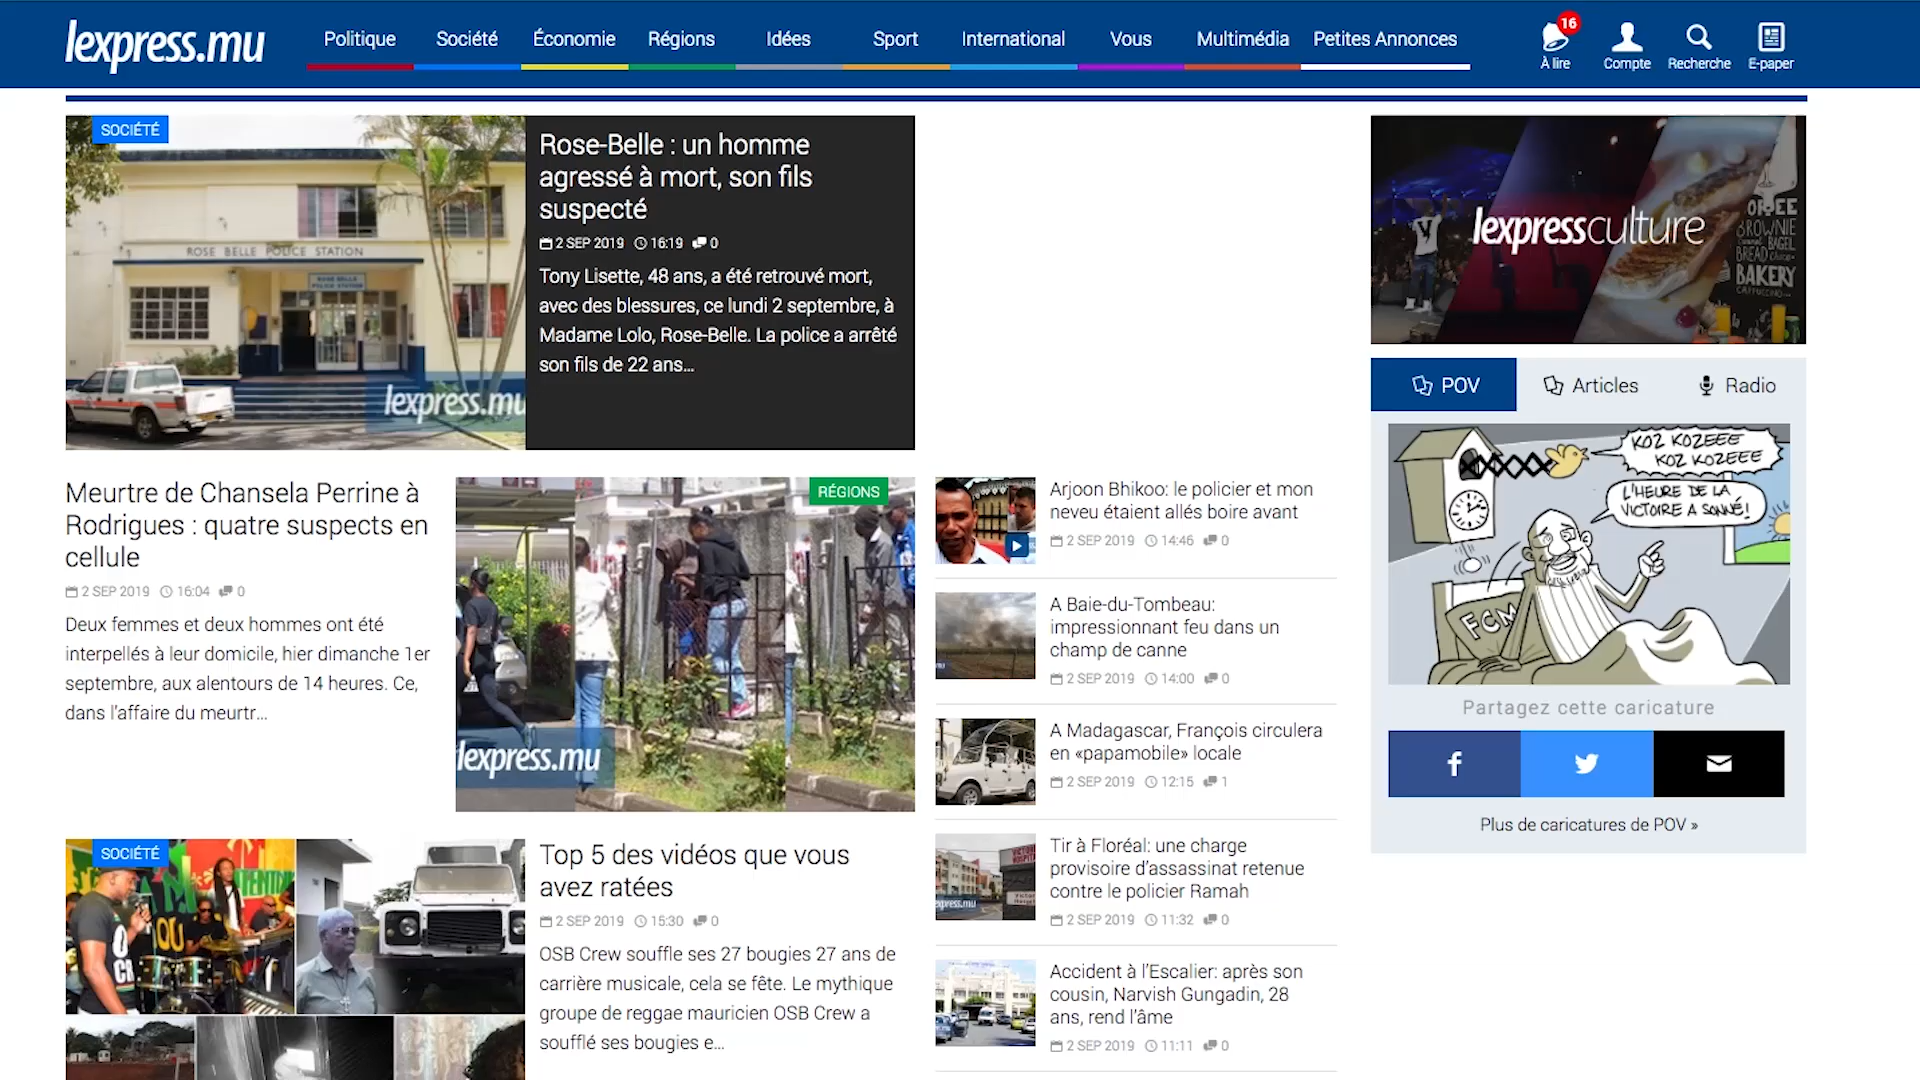 lexpress.mu
Politique
Société
Économie
Régions
Idées
Sport
International
Vous
Multimédia
Petites Annonces
16
À lire
Compte
Recherche
E-paper
SOCIÉTÉ
ROSE BELLE POLICE STATION
ROSE BELLE
POLICE STATION
lexpress.mu
Rose-Belle : un homme
agressé à mort, son fils
suspecté
2 SEP 2019 16:19 0
Tony Lisette, 48 ans, a été retrouvé mort,
avec des blessures, ce lundi 2 septembre, à
Madame Lolo, Rose-Belle. La police a arrêté
son fils de 22 ans...
Meurtre de Chansela Perrine à
Rodrigues : quatre suspects en
cellule
2 SEP 2019 16:04 0
Deux femmes et deux hommes ont été
interpellés à leur domicile, hier dimanche 1er
septembre, aux alentours de 14 heures. Ce,
dans l'affaire du meurtr...
RÉGIONS
lexpress.mu
SOCIÉTÉ
Top 5 des vidéos que vous
avez ratées
2 SEP 2019 15:30 0
OSB Crew souffle ses 27 bougies 27 ans de
carrière musicale, cela se fête. Le mythique
groupe de reggae mauricien OSB Crew a
soufflé ses bougies e...
Arjoon Bhikoo: le policier et mon
neveu étaient allés boire avant
2 SEP 2019 14:46 0
A Baie-du-Tombeau:
impressionnant feu dans un
champ de canne
2 SEP 2019 14:00 0
A Madagascar, François circulera
en «papamobile» locale
2 SEP 2019 12:15 1
Tir à Floréal: une charge
provisoire d'assassinat retenue
contre le policier Ramah
2 SEP 2019 11:32 0
Accident à l'Escalier: après son
cousin, Narvish Gungadin, 28
ans, rend l'âme
2 SEP 2019 11:11 0
lexpressculture
BROWNIE
BAGEL
BREAD
BAKERY
POV
Articles
Radio
KOZ KOZEEE
KOZ KOZEEE
L'HEURE DE LA
VICTOIRE A SONNÉ!
FCM
Partagez cette caricature
Plus de caricatures de POV »